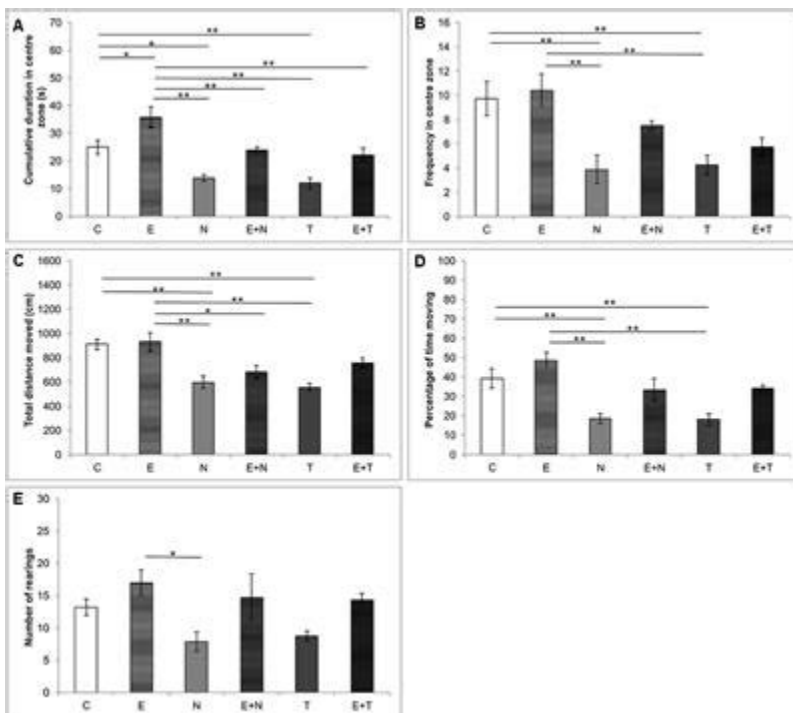 A
Cumulative duration in centre
zone (s)
70
60
50
40
30
20
10
0
** * * ** ** ** **
C E N E+N T E+T
B
Frequency in centre zone
16
14
12
10
8
6
4
2
0
** ** ** **
C E N E+N T E+T
C
Total distance moved (cm)
1600
1400
1200
1000
800
600
400
200
0
** ** ** * **
C E N E+N T E+T
D
Percentage of time moving
100
90
80
70
60
50
40
30
20
10
0
** ** ** **
C E N E+N T E+T
E
Number of rearings
30
25
20
15
10
5
0
*
C E N E+N T E+T